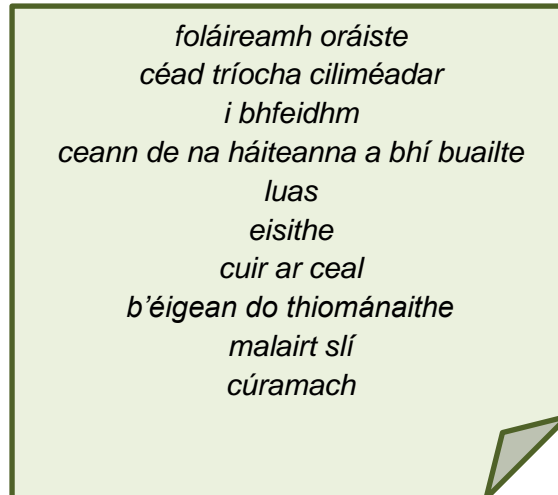 foláireamh oráiste
céad tríocha ciliméadar
i bhfeidhm
ceann de na háiteanna a bhí buailte
luas
eisithe
cuir ar ceal
b’éigean do thiománaithe
malairt slí
cúramach